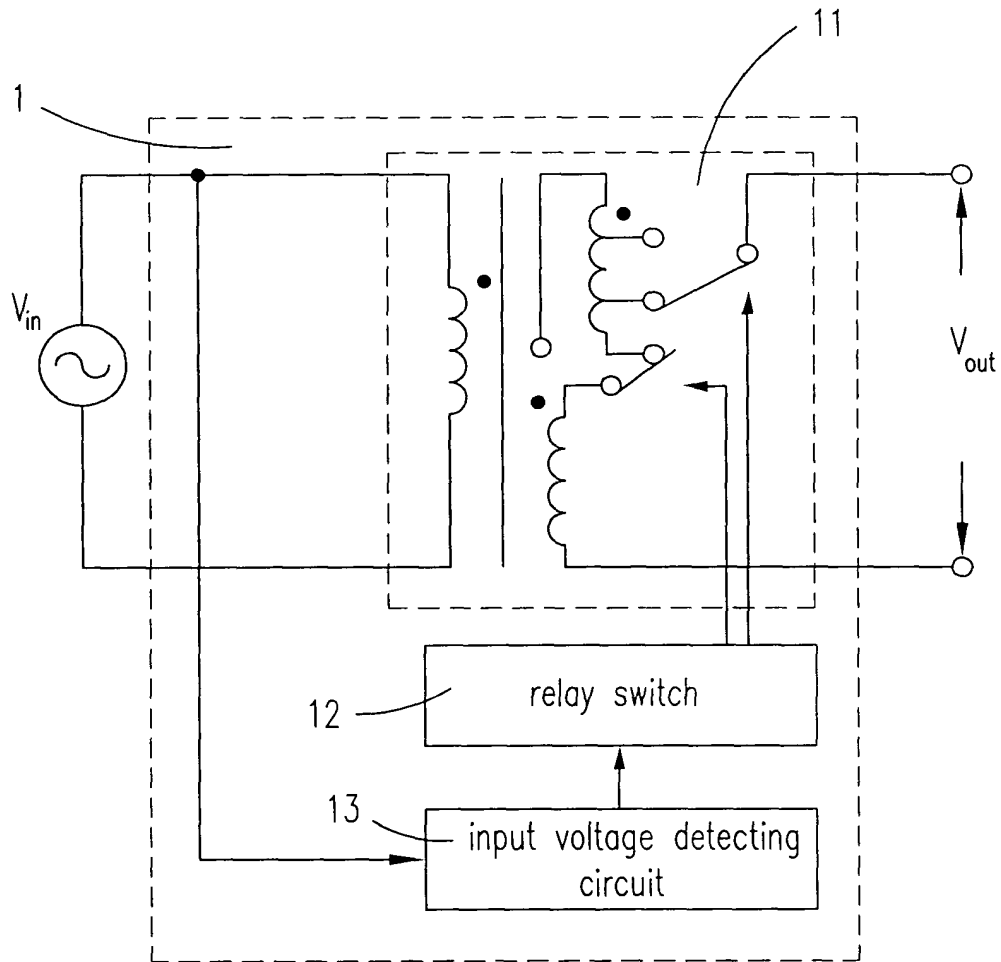 11
1
V_in
V_out
relay switch
12
13
input voltage detecting
circuit